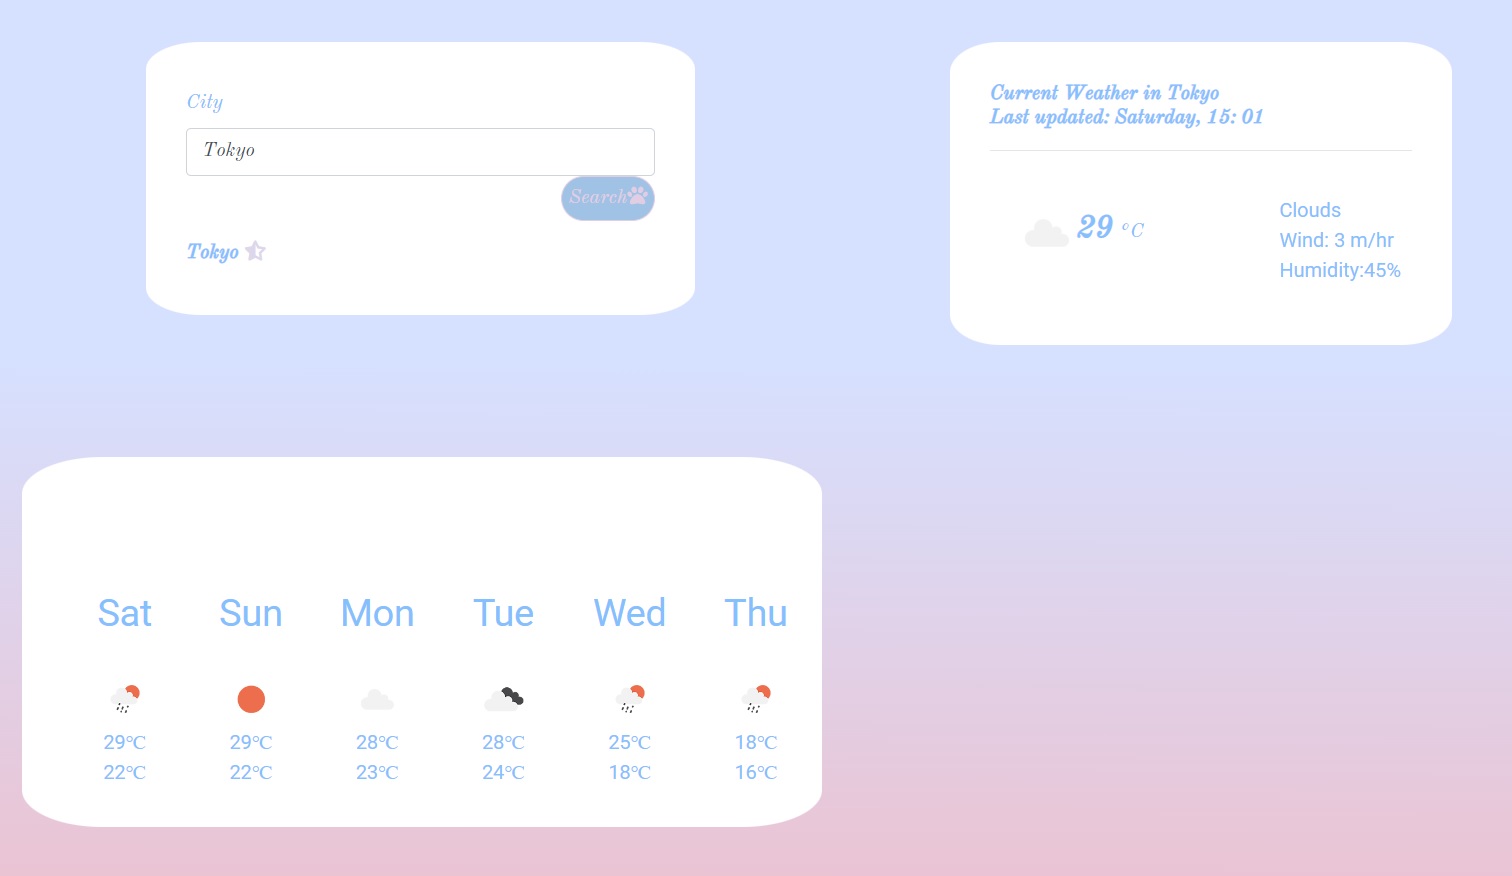 City
Tokyo
Search
Tokyo
Current Weather in Tokyo
Last updated: Saturday, 15: 01
29 °C
Clouds
Wind: 3 m/hr
Humidity:45%
Sat Sun Mon Tue Wed Thu
29℃ 29℃ 28℃ 28℃ 25℃ 18℃
22℃ 22℃ 23℃ 24℃ 18℃ 16℃